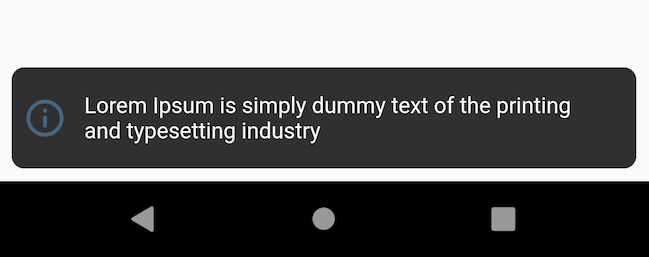 Lorem Ipsum is simply dummy text of the printing
and typesetting industry